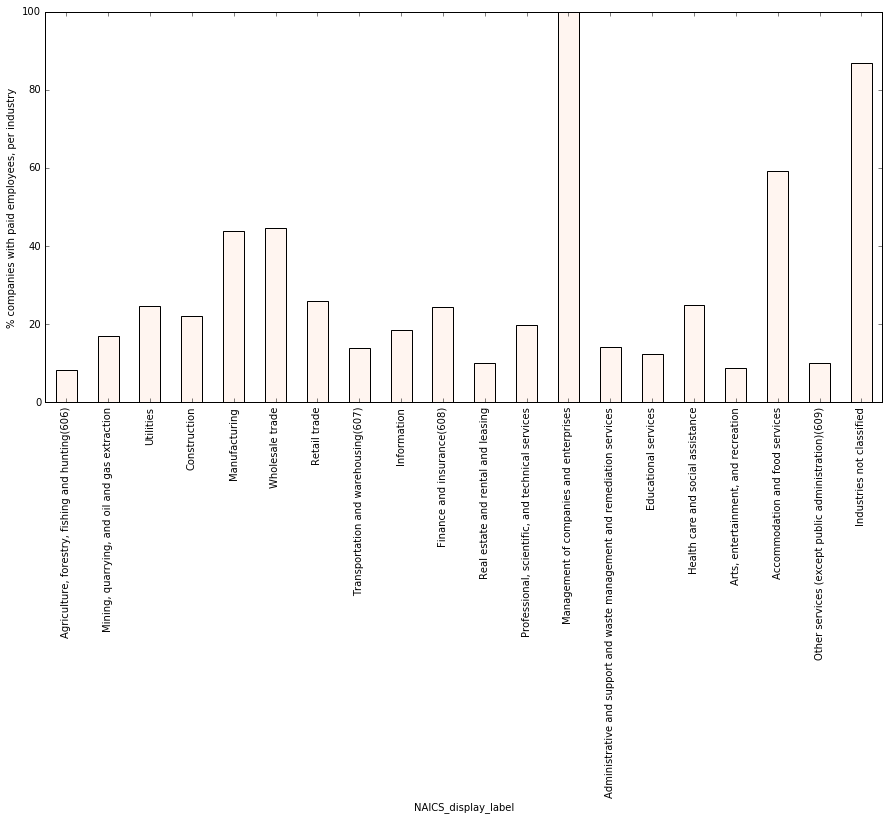 100
80
60
40
20
0
% companies with paid employees, per industry
Agriculture, forestry, fishing and hunting(606)
Mining, quarrying, and oil and gas extraction
Utilities
Construction
Manufacturing
Wholesale trade
Retail trade
Transportation and warehousing(607)
Information
Finance and insurance(608)
Real estate and rental and leasing
Professional, scientific, and technical services
Management of companies and enterprises
Administrative and support and waste management and remediation services
Educational services
Health care and social assistance
Arts, entertainment, and recreation
Accommodation and food services
Other services (except public administration)(609)
Industries not classified
NAICS_display_label